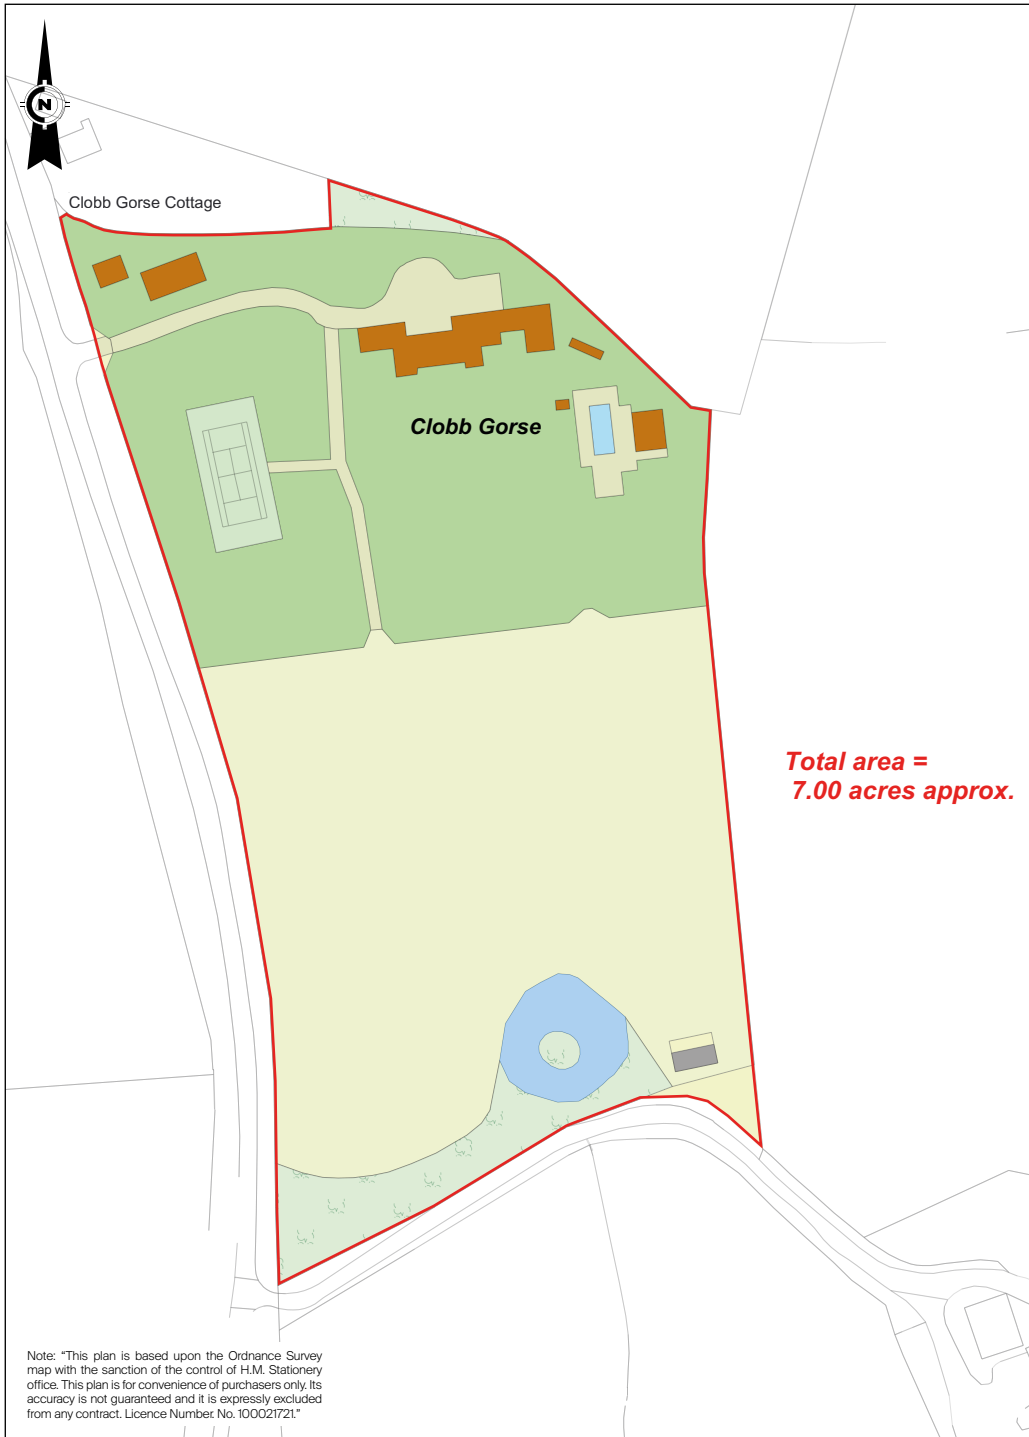 N
Clobb Gorse Cottage
Clobb Gorse
Total area =
7.00 acres approx.
Note: “This plan is based upon the Ordnance Survey
map with the sanction of the control of H.M. Stationery
office. This plan is for convenience of purchasers only. Its
accuracy is not guaranteed and it is expressly excluded
from any contract. Licence Number. No. 100021721.”